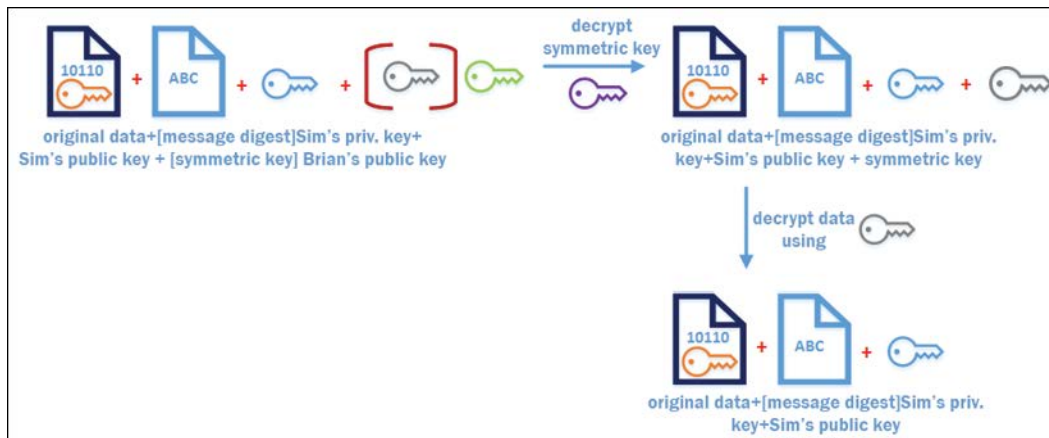 10110
ABC
original data+[message digest]Sim's priv. key+
Sim's public key + [symmetric key] Brian's public key
decrypt
symmetric key
10110
ABC
original data+[message digest]Sim's priv.
key+Sim's public key + symmetric key
decrypt data
using
10110
ABC
original data+[message digest]Sim's priv.
key+Sim's public key